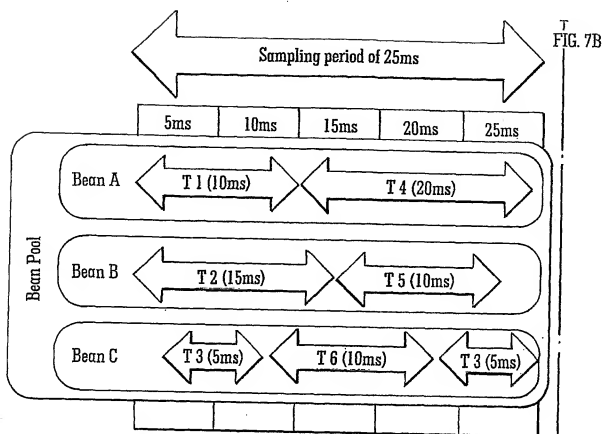 T
FIG. 7B
Sampling period of 25ms
5ms 10ms 15ms 20ms 25ms
Bean Pool
Bean A
T 1 (10ms)
T 4 (20ms)
Bean B
T 2 (15ms)
T 5 (10ms)
Bean C
T 3 (5ms)
T 6 (10ms)
T 3 (5ms)